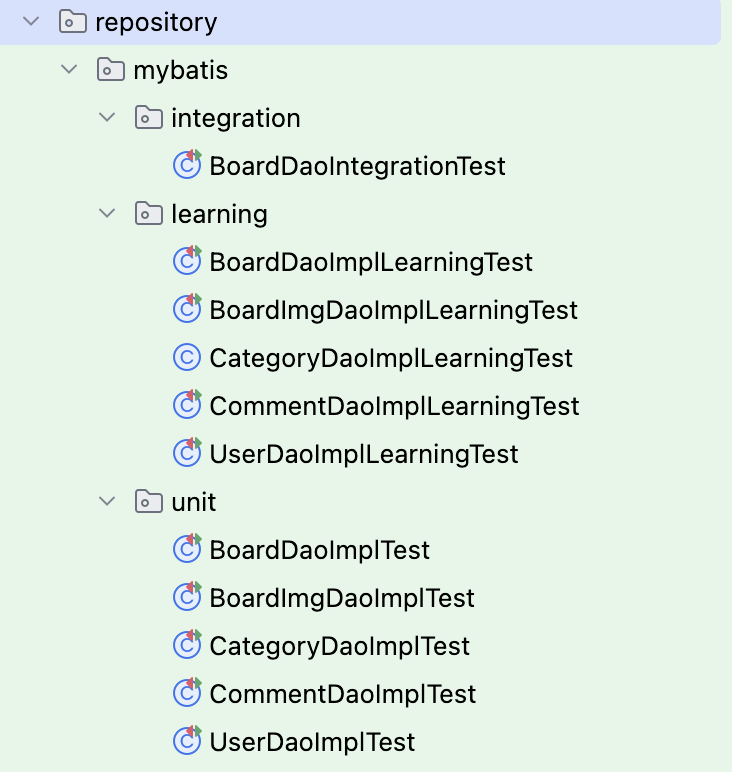 repository
mybatis
integration
BoardDaoIntegrationTest
learning
BoardDaoImplLearningTest
BoardImgDaoImplLearningTest
CategoryDaoImplLearningTest
CommentDaoImplLearningTest
UserDaoImplLearningTest
unit
BoardDaoImplTest
BoardImgDaoImplTest
CategoryDaoImplTest
CommentDaoImplTest
UserDaoImplTest